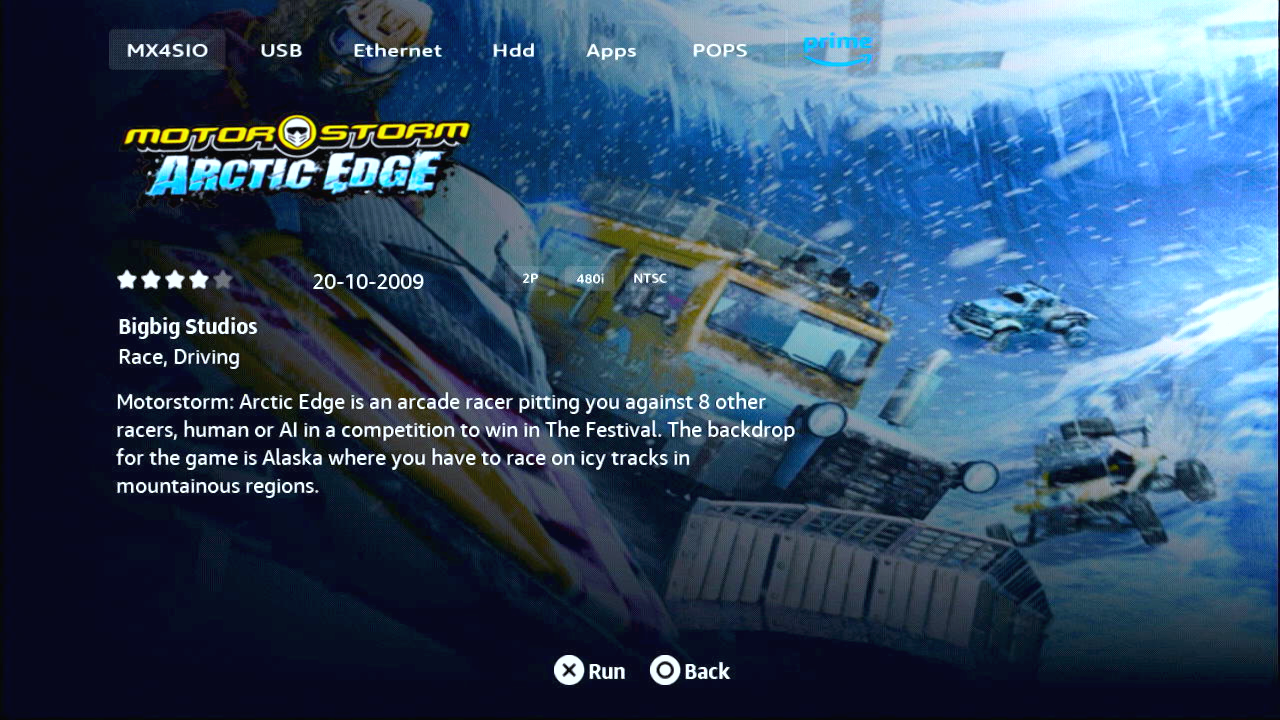 MX4SIO USB Ethernet Hdd Apps POPS prime
MOTORSTORM
ARCTIC EDGE
20-10-2009 2P 480i NTSC
Bigbig Studios
Race, Driving
Motorstorm: Arctic Edge is an arcade racer pitting you against 8 other
racers, human or AI in a competition to win in The Festival. The backdrop
for the game is Alaska where you have to race on icy tracks in
mountainous regions.
Run Back